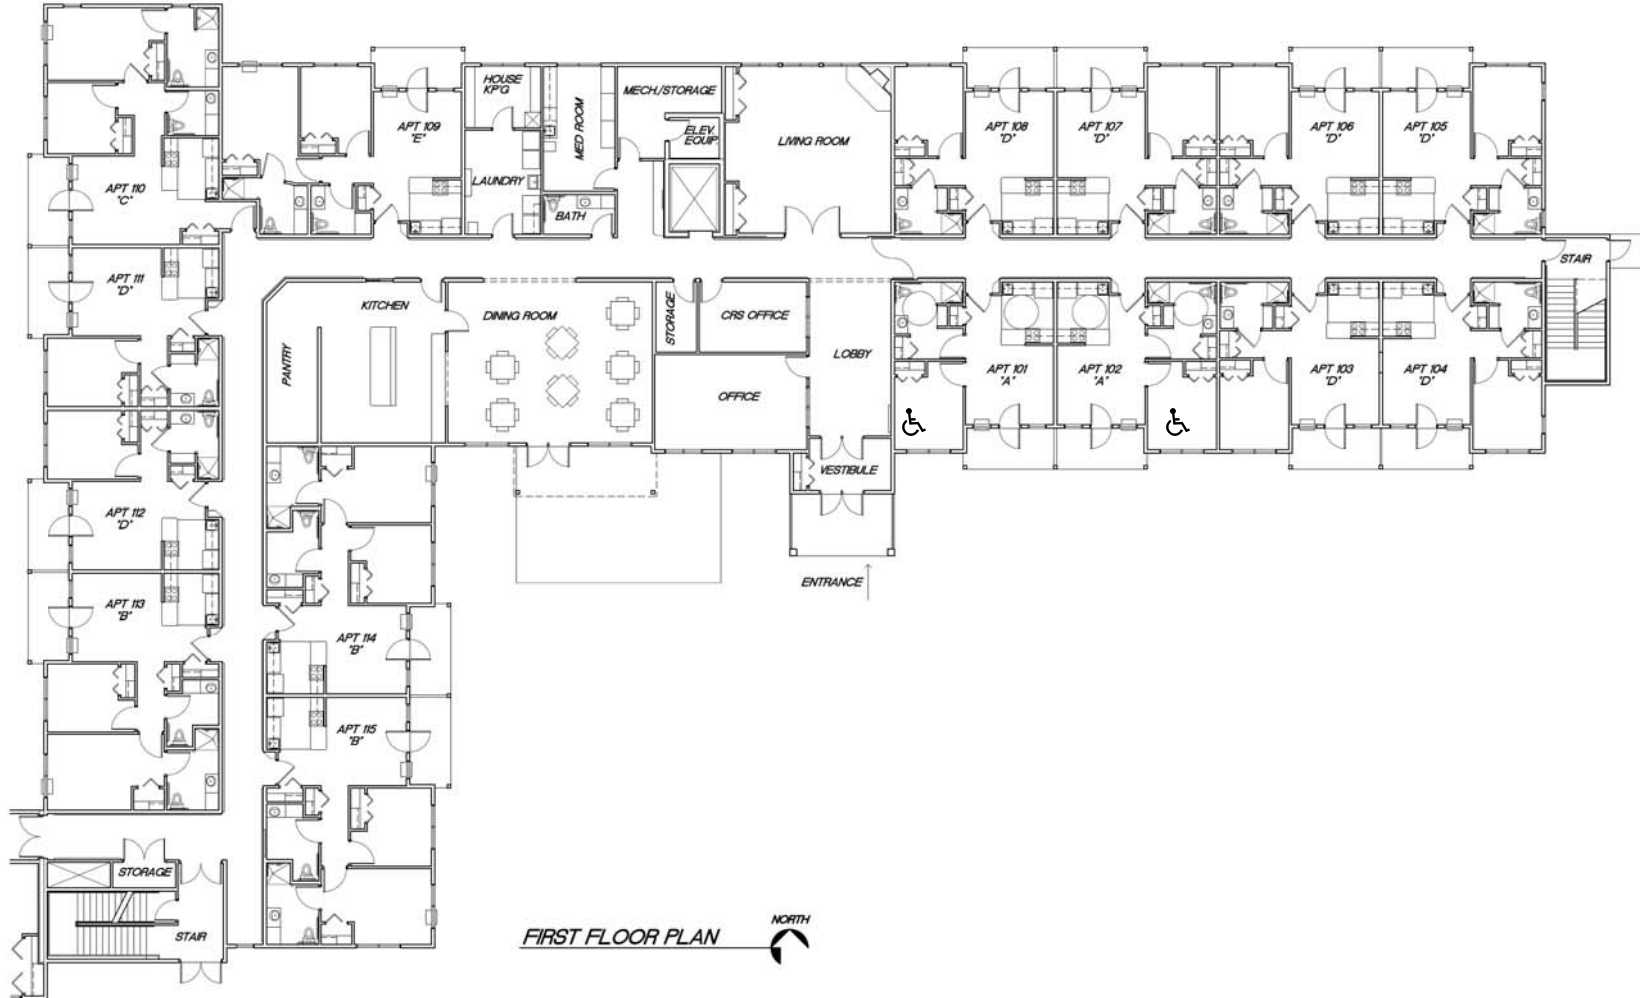 HOUSE
KP'G
MECH./STORAGE
APT 109
"E"
MED ROOM
ELEV.
EQUIP.
LIVING ROOM
APT 108
"D"
APT 107
"D"
APT 106
"D"
APT 105
"D"
APT 110
"C"
LAUNDRY
BATH
APT 111
"D"
STAIR
KITCHEN
DINING ROOM
STORAGE
CRS OFFICE
LOBBY
PANTRY
OFFICE
APT 101
"A"
APT 102
"A"
APT 103
"D"
APT 104
"D"
VESTIBULE
APT 112
"D"
ENTRANCE
APT 113
"B"
APT 114
"B"
APT 115
"B"
STORAGE
STAIR
FIRST FLOOR PLAN
NORTH